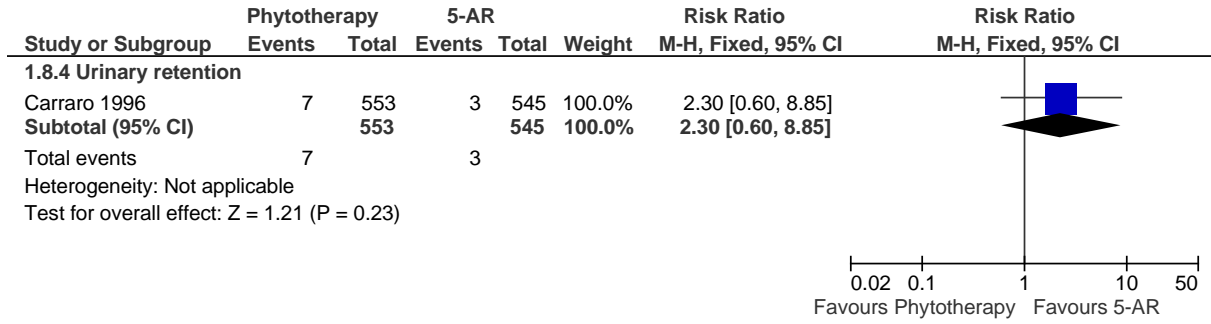 Phytotherapy 5-AR Risk Ratio Risk Ratio
Study or Subgroup Events Total Events Total Weight M-H, Fixed, 95% CI M-H, Fixed, 95% CI
1.8.4 Urinary retention
Carraro 1996 7 553 3 545 100.0% 2.30 [0.60, 8.85]
Subtotal (95% CI) 553 545 100.0% 2.30 [0.60, 8.85]
Total events 7 3
Heterogeneity: Not applicable
Test for overall effect: Z = 1.21 (P = 0.23)
0.02 0.1 1 10 50
Favours Phytotherapy Favours 5-AR